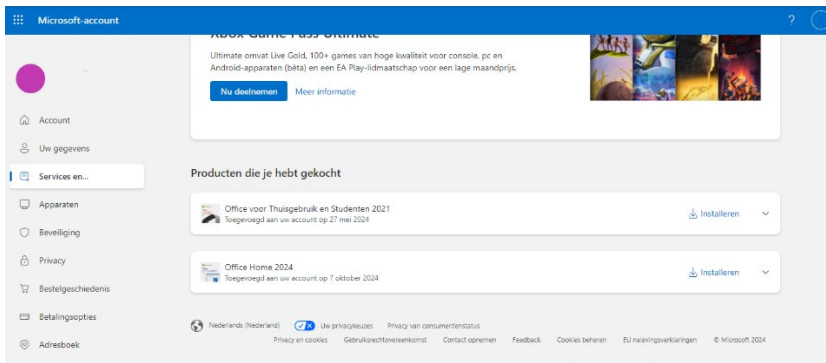 Microsoft-account
?
Xbox Game Pass Ultimate
Ultimate omvat Live Gold, 100+ games van hoge kwaliteit voor console, pc en
Android-apparaten (bèta) en een EA Play-lidmaatschap voor een lage maandprijs.
Nu deelnemen
Meer informatie
Account
Uw gegevens
Services en...
Apparaten
Beveiliging
Privacy
Bestelgeschiedenis
Betalingsopties
Adresboek
Producten die je hebt gekocht
Office voor Thuisgebruik en Studenten 2021
Toegevoegd aan uw account op 27 mei 2024
Installeren
Office Home 2024
Toegevoegd aan uw account op 7 oktober 2024
Installeren
Nederlands (Nederland)
Uw privacykeuzes
Privacy van consumentenstatus
Privacy en cookies
Gebruiksrechtovereenkomst
Contact opnemen
Feedback
Cookies beheren
EU-nalevingsverklaringen
© Microsoft 2024